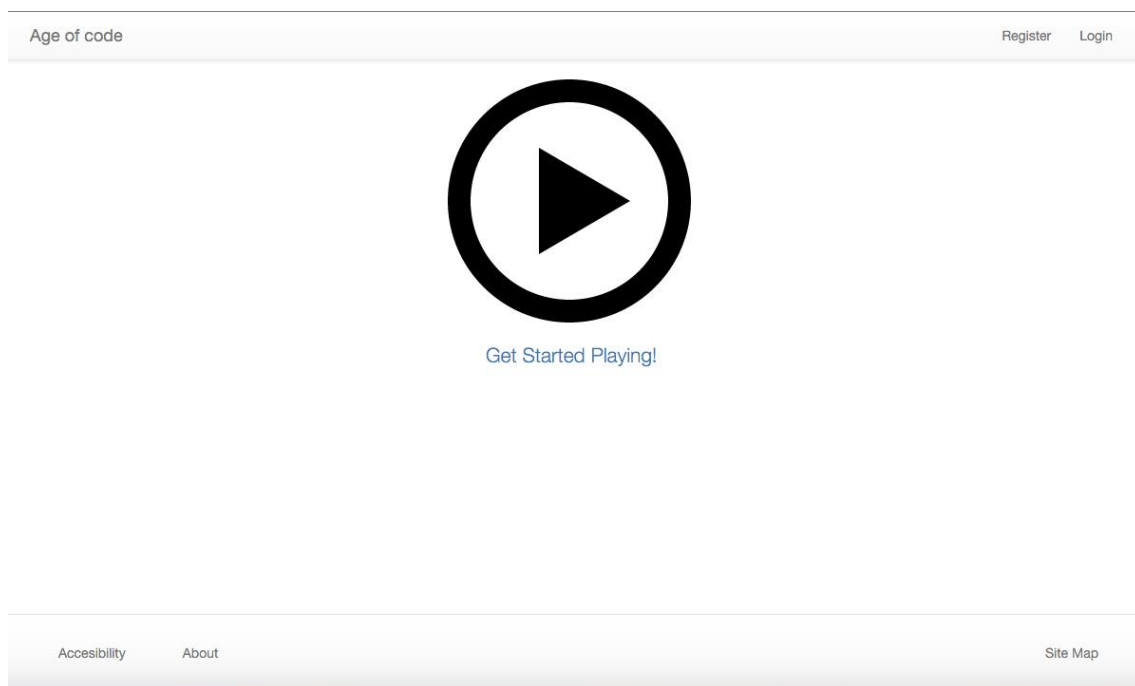 Age of code
Register Login
Get Started Playing!
Accesibility About Site Map